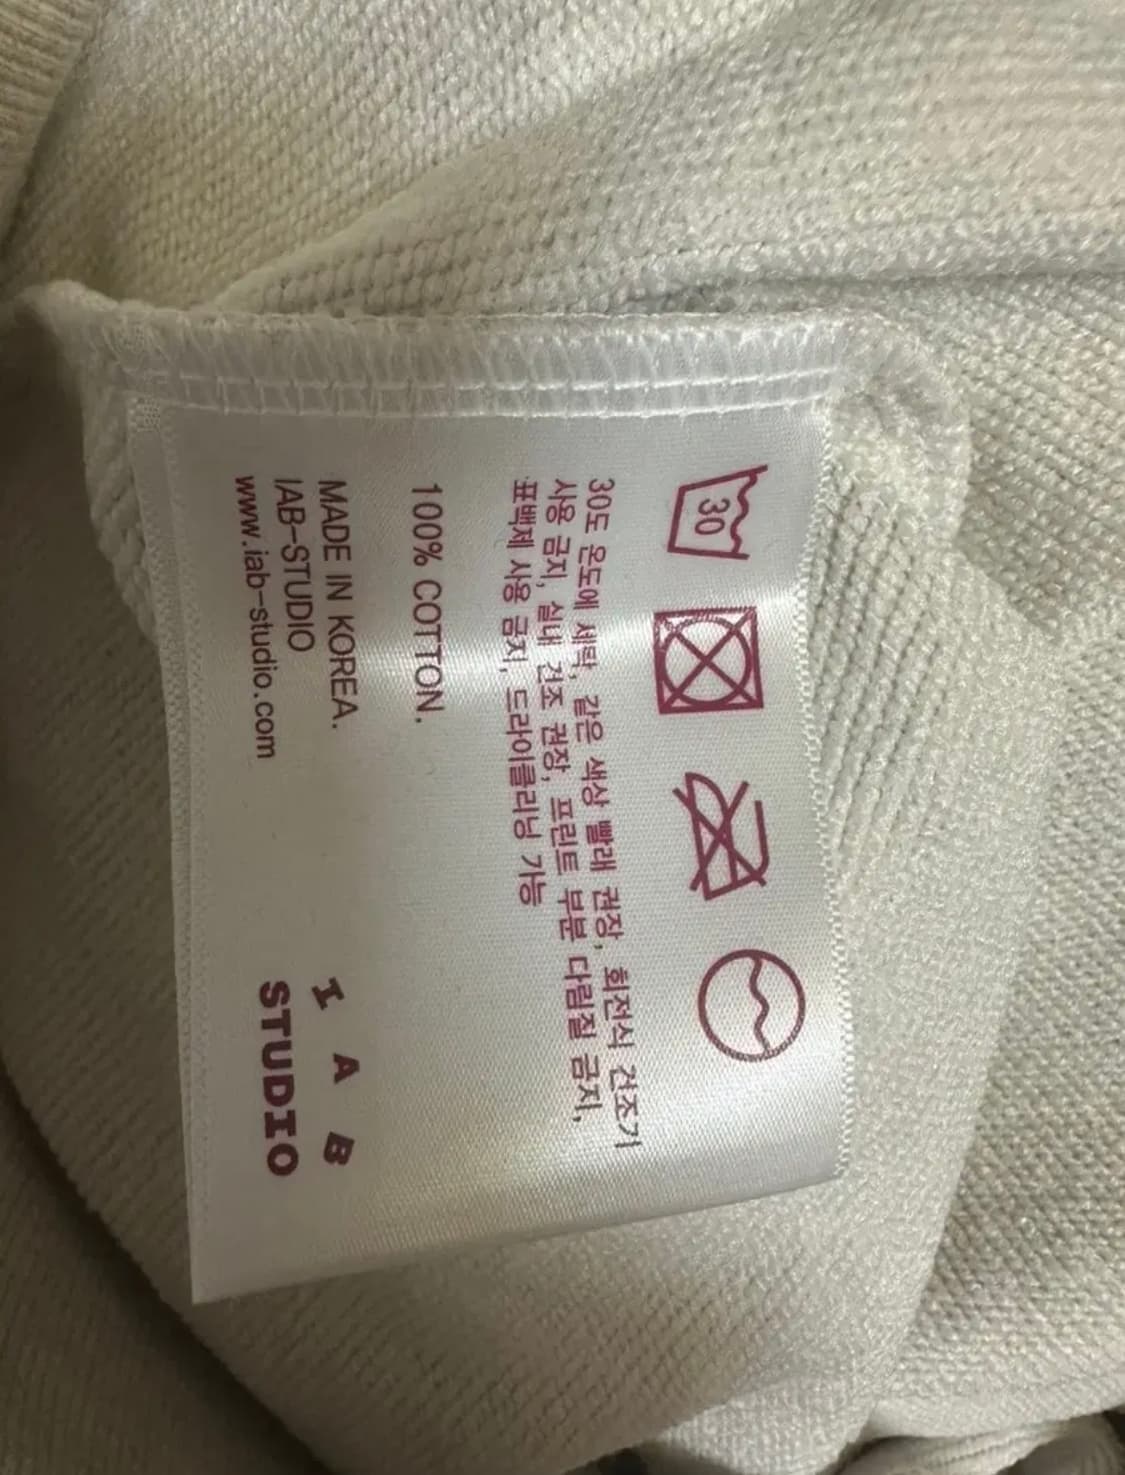 30
30도 온도에 세탁, 같은 색상 빨래 권장, 회전식 건조기
사용 금지, 실내 건조 권장, 프린트 부분 다림질 금지,
표백제 사용 금지, 드라이클리닝 가능
100% COTTON.
MADE IN KOREA.
IAB-STUDIO
www.iab-studio.com
I A B
STUDIO